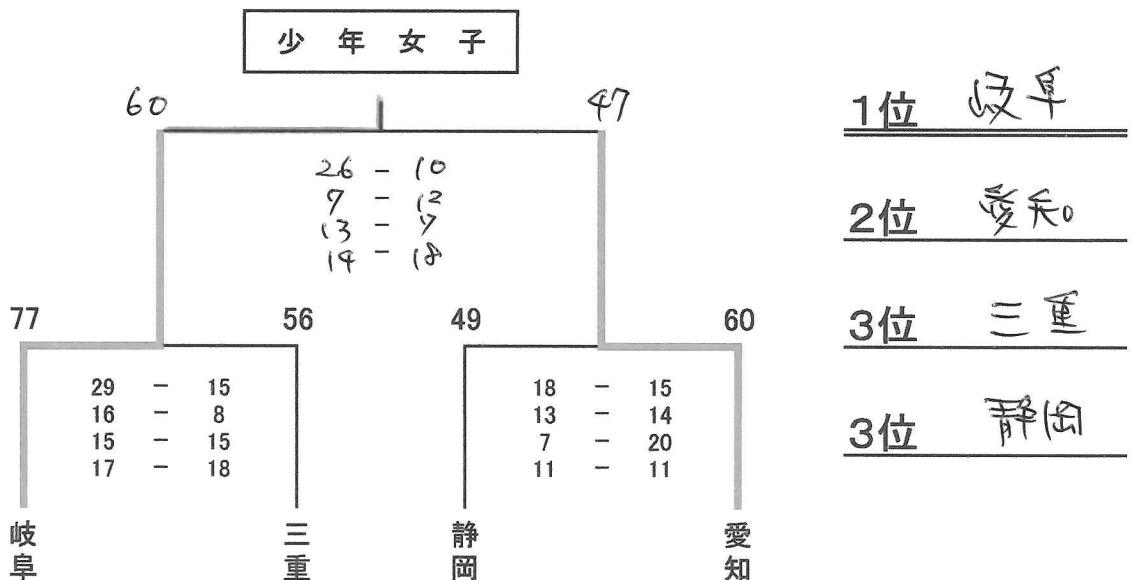 少年女子
60 47
26 - 10
7 - 12
13 - 7
14 - 18
77 56 49 60
29 - 15
16 - 8
15 - 15
17 - 18
18 - 15
13 - 14
7 - 20
11 - 11
岐阜
三重
静岡
愛知
1位 岐阜
2位 愛知
3位 三重
3位 静岡